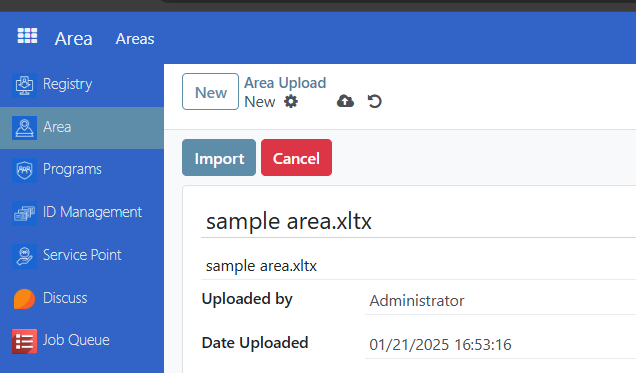 Area Areas
Registry
Area
Programs
ID Management
Service Point
Discuss
Job Queue
New
Area Upload
New
Import Cancel
sample area.xltx
sample area.xltx
Uploaded by Administrator
Date Uploaded 01/21/2025 16:53:16